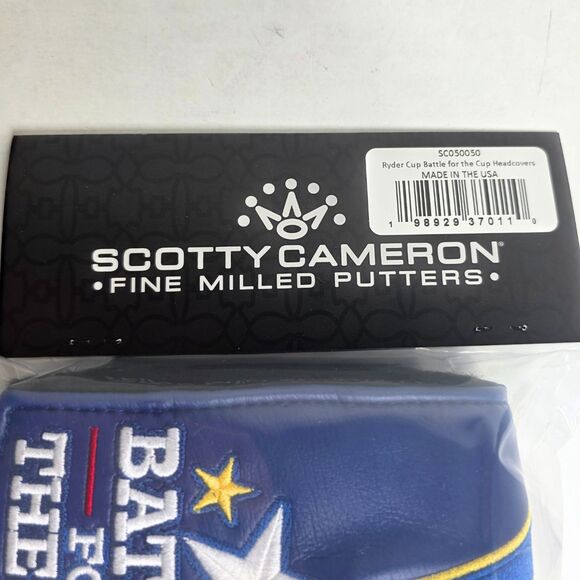 SC050050
Ryder Cup Battle for the Cup Headcovers
MADE IN THE USA
1 98929 37011 0
SCOTTY CAMERON®
• FINE MILLED PUTTERS •
BAT
FO
THE